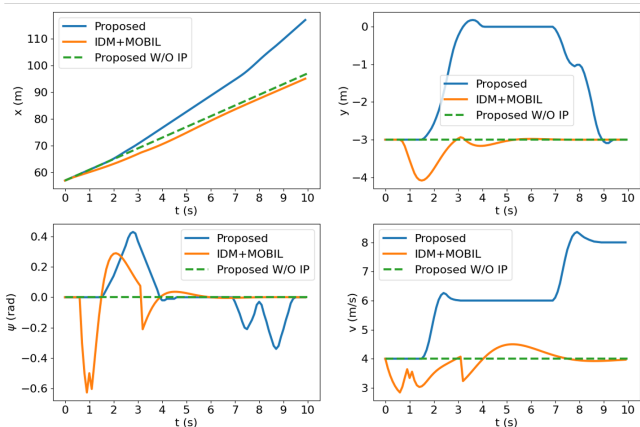 110
100
90
80
70
60
x (m)
Proposed
IDM+MOBIL
Proposed W/O IP
0 1 2 3 4 5 6 7 8 9 10
t (s)
0
−1
−2
−3
−4
y (m)
Proposed
IDM+MOBIL
Proposed W/O IP
0 1 2 3 4 5 6 7 8 9 10
t (s)
0.4
0.2
0.0
−0.2
−0.4
−0.6
ψ (rad)
Proposed
IDM+MOBIL
Proposed W/O IP
0 1 2 3 4 5 6 7 8 9 10
t (s)
8
7
6
5
4
3
v (m/s)
Proposed
IDM+MOBIL
Proposed W/O IP
0 1 2 3 4 5 6 7 8 9 10
t (s)